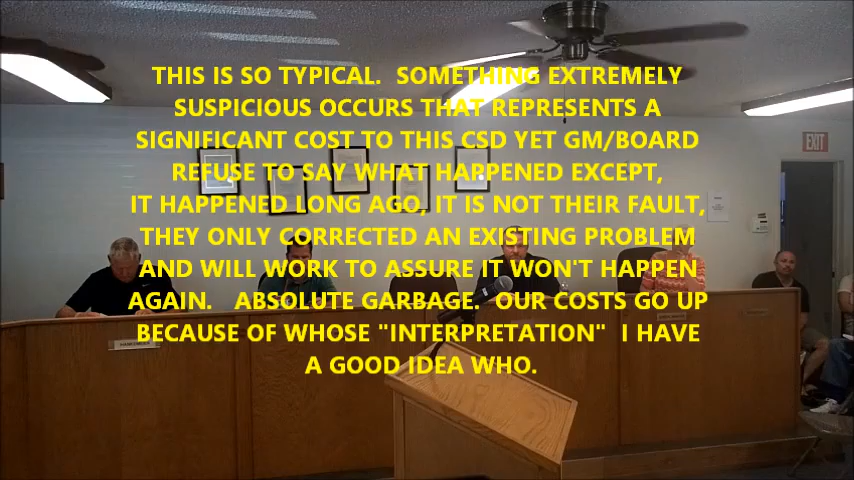 THIS IS SO TYPICAL. SOMETHING EXTREMELY
SUSPICIOUS OCCURS THAT REPRESENTS A
SIGNIFICANT COST TO THIS CSD YET GM/BOARD
REFUSE TO SAY WHAT HAPPENED EXCEPT,
IT HAPPENED LONG AGO, IT IS NOT THEIR FAULT,
THEY ONLY CORRECTED AN EXISTING PROBLEM
AND WILL WORK TO ASSURE IT WON'T HAPPEN
AGAIN. ABSOLUTE GARBAGE. OUR COSTS GO UP
BECAUSE OF WHOSE "INTERPRETATION" I HAVE
A GOOD IDEA WHO.
EXIT